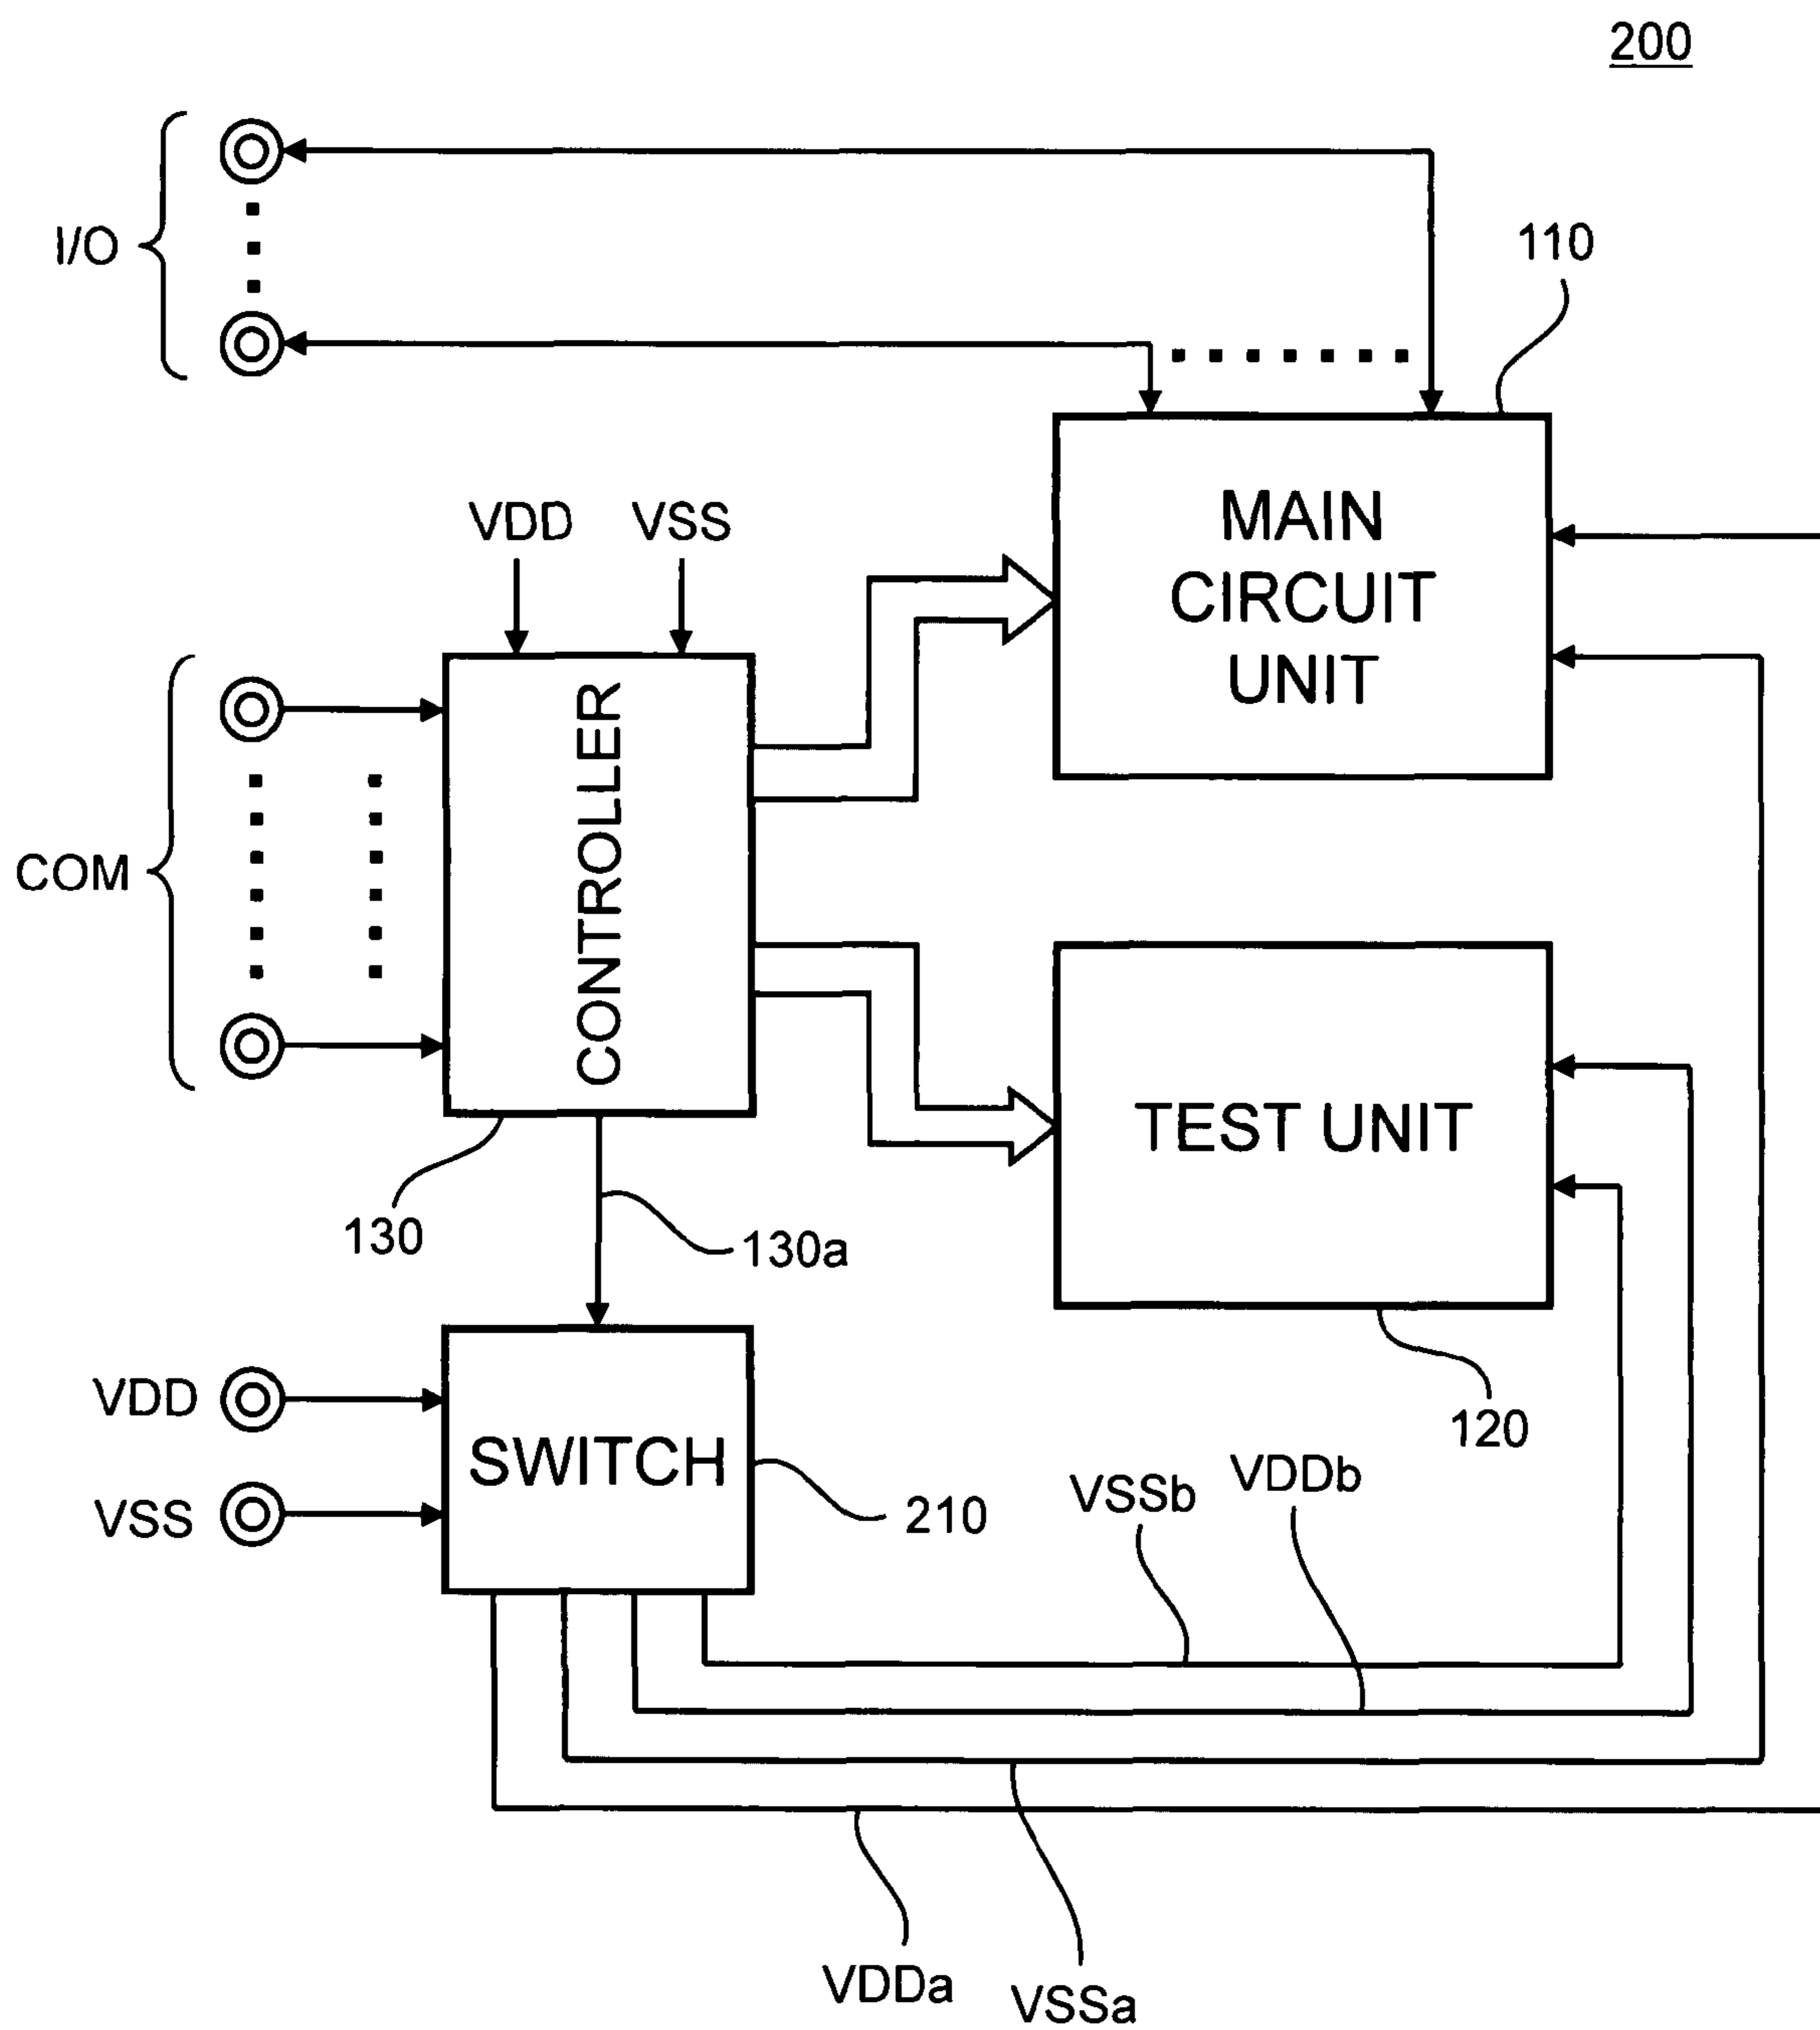 200
I/O
110
VDD
VSS
MAIN
CIRCUIT
UNIT
COM
CONTROLLER
TEST UNIT
130
130a
VDD
SWITCH
120
VSS
210
VSSb
VDDb
VDDa
VSSa